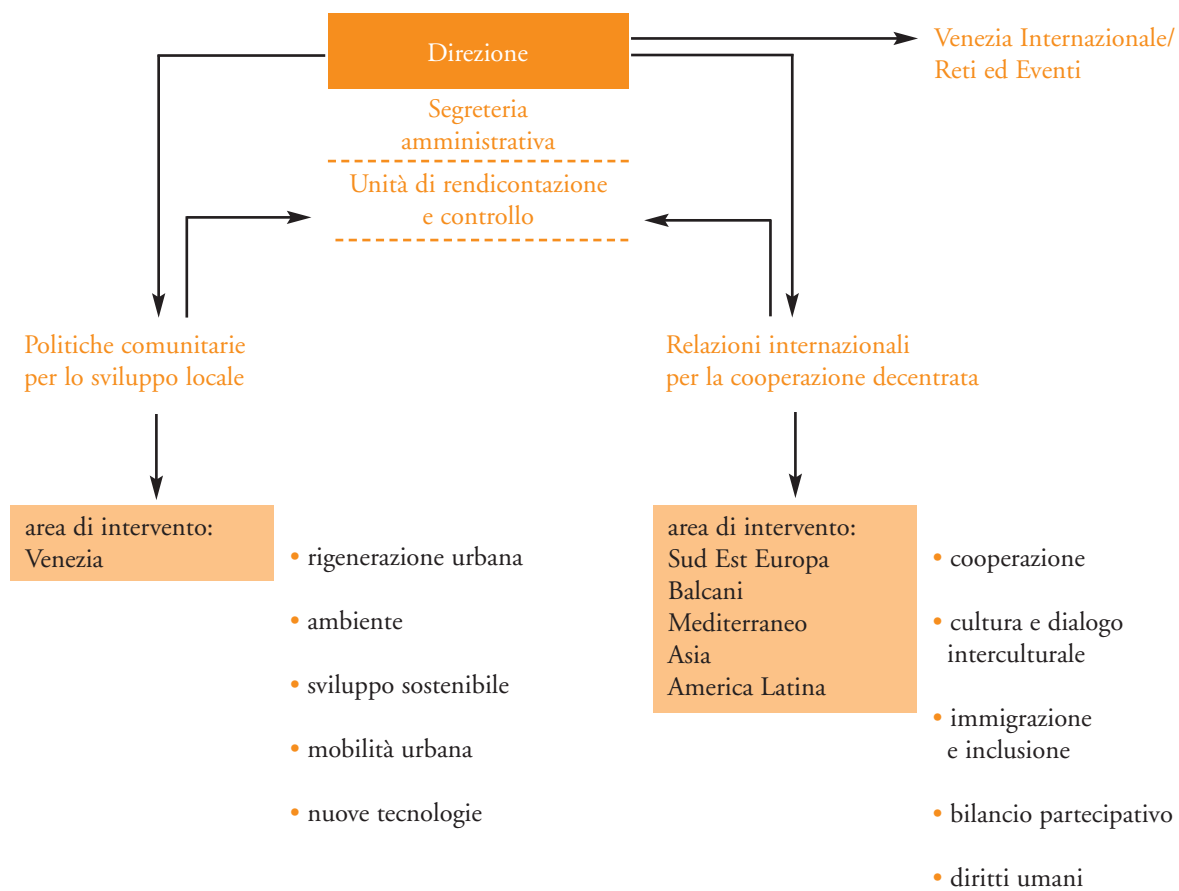 Direzione
Venezia Internazionale/
Reti ed Eventi
Segreteria
amministrativa
Unità di rendicontazione
e controllo
Politiche comunitarie
per lo sviluppo locale
Relazioni internazionali
per la cooperazione decentrata
area di intervento:
Venezia
• rigenerazione urbana
• ambiente
• sviluppo sostenibile
• mobilità urbana
• nuove tecnologie
area di intervento:
Sud Est Europa
Balcani
Mediterraneo
Asia
America Latina
• cooperazione
• cultura e dialogo
interculturale
• immigrazione
e inclusione
• bilancio partecipativo
• diritti umani